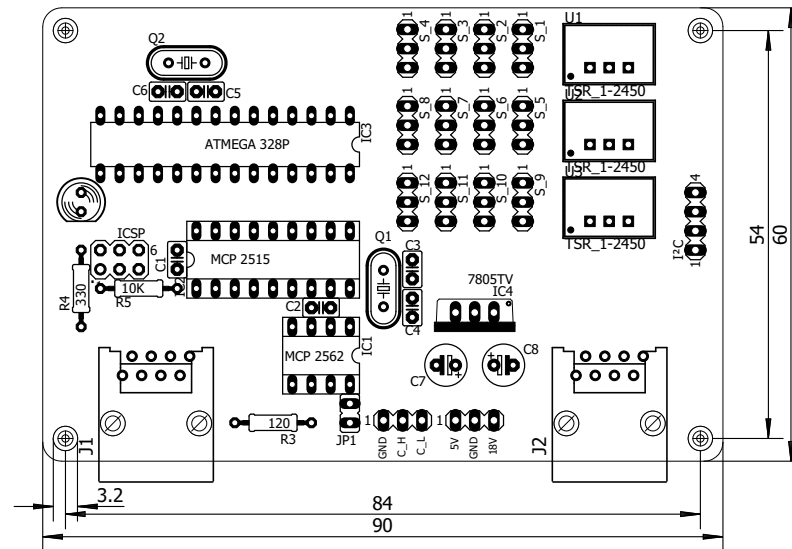 U1
S_4
S_3
S_2
S_1
1
1
1
1
TSR_1-2450
Q2
C6
C5
U2
S_8
S_7
S_6
S_5
1
1
1
1
TSR_1-2450
ATMEGA 328P
IC3
U3
S_12
S_11
S_10
S_9
1
1
1
1
TSR_1-2450
4
I²C
1
54
60
ICSP
6
C1
MCP 2515
Q1
C3
C4
R4
330
10K
R5
C2
7805TV
IC4
MCP 2562
IC1
C7
+
+
C8
J1
120
R3
JP1
1
GND
C_H
C_L
1
5V
GND
18V
J2
3.2
84
90